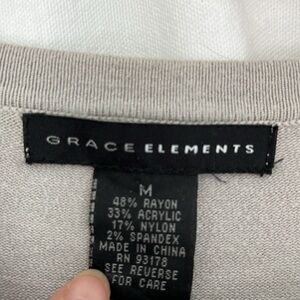 GRACE ELEMENTS
M
48% RAYON
33% ACRYLIC
17% NYLON
2% SPANDEX
MADE IN CHINA
RN 93178
SEE REVERSE
FOR CARE